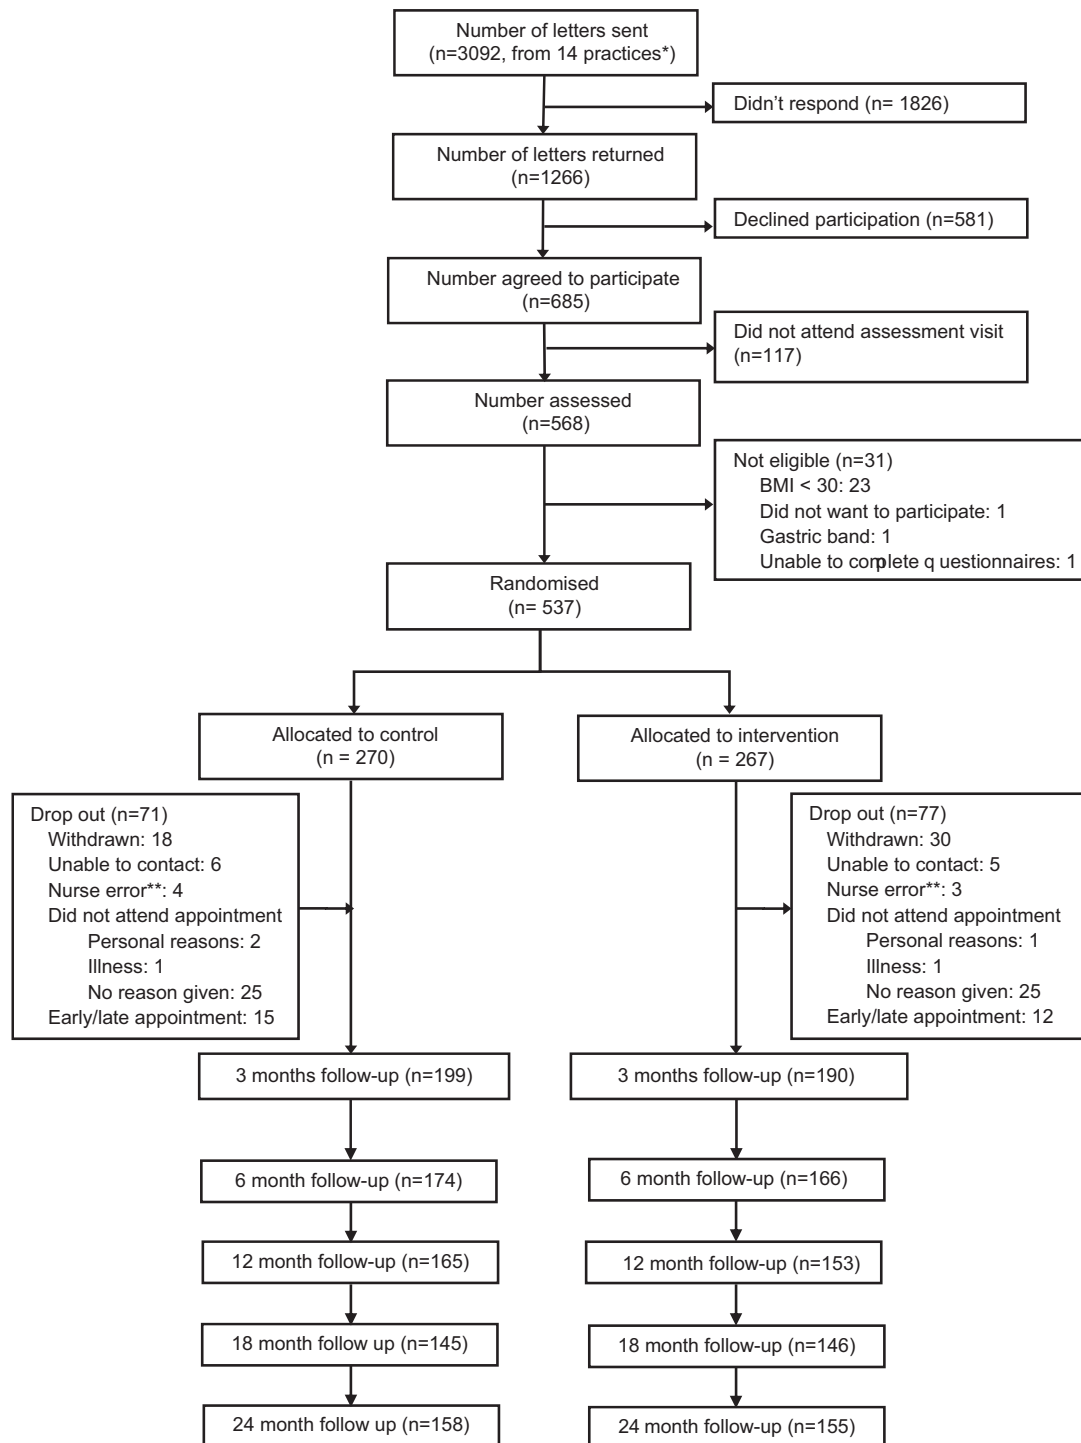 Number of letters sent
(n=3092, from 14 practices*)
Didn't respond (n= 1826)
Number of letters returned
(n=1266)
Declined participation (n=581)
Number agreed to participate
(n=685)
Did not attend assessment visit
(n=117)
Number assessed
(n=568)
Not eligible (n=31)
BMI < 30: 23
Did not want to participate: 1
Gastric band: 1
Unable to complete q uestionnaires: 1
Randomised
(n= 537)
Allocated to control
(n = 270)
Allocated to intervention
(n = 267)
Drop out (n=71)
Withdrawn: 18
Unable to contact: 6
Nurse error**: 4
Did not attend appointment
Personal reasons: 2
Illness: 1
No reason given: 25
Early/late appointment: 15
Drop out (n=77)
Withdrawn: 30
Unable to contact: 5
Nurse error**: 3
Did not attend appointment
Personal reasons: 1
Illness: 1
No reason given: 25
Early/late appointment: 12
3 months follow-up (n=199)
3 months follow-up (n=190)
6 month follow-up (n=174)
6 month follow-up (n=166)
12 month follow-up (n=165)
12 month follow-up (n=153)
18 month follow up (n=145)
18 month follow-up (n=146)
24 month follow up (n=158)
24 month follow-up (n=155)